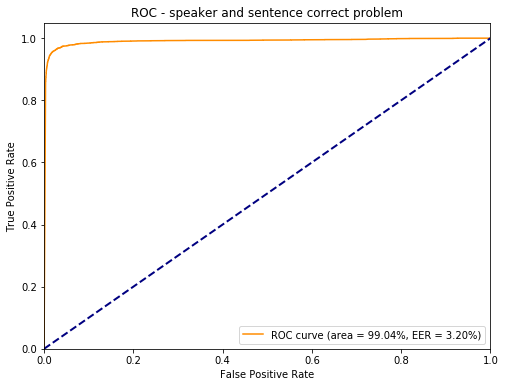 ROC - speaker and sentence correct problem
1.0
0.8
0.6
0.4
0.2
0.0
True Positive Rate
ROC curve (area = 99.04%, EER = 3.20%)
0.0 0.2 0.4 0.6 0.8 1.0
False Positive Rate